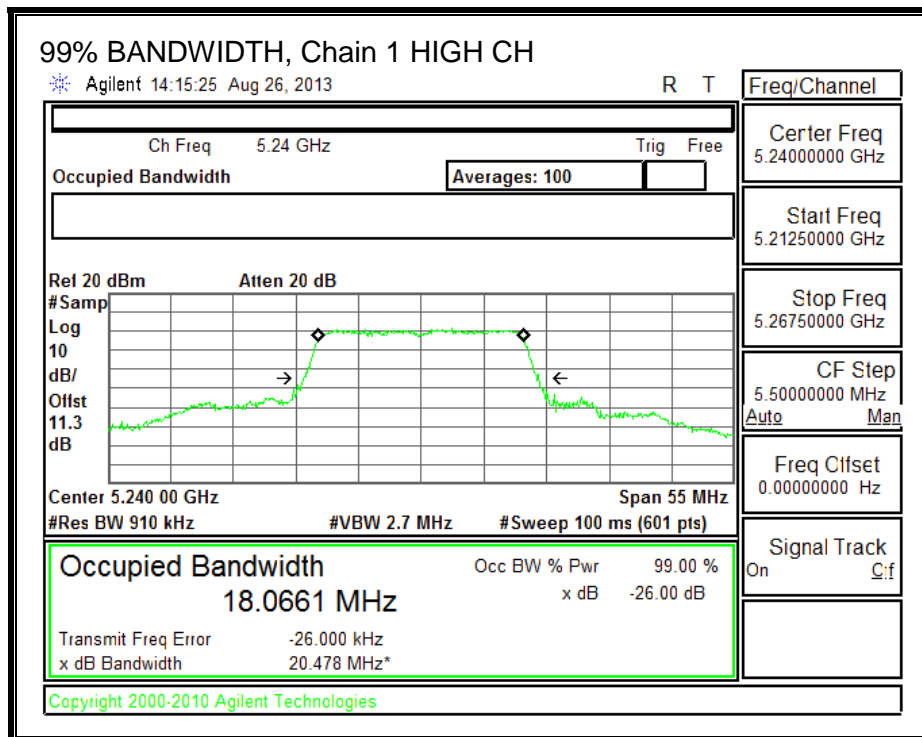 99% BANDWIDTH, Chain 1 HIGH CH
Agilent 14:15:25 Aug 26, 2013 R T
Freq/Channel
Ch Freq 5.24 GHz Trig Free
Occupied Bandwidth Averages: 100
Center Freq
5.24000000 GHz
Start Freq
5.21250000 GHz
Stop Freq
5.26750000 GHz
CF Step
5.50000000 MHz
Auto Man
Freq Offset
0.00000000 Hz
Signal Track
On Off
Ref 20 dBm Atten 20 dB
#Samp
Log
10
dB/
Offst
11.3
dB
Center 5.240 00 GHz Span 55 MHz
#Res BW 910 kHz #VBW 2.7 MHz #Sweep 100 ms (601 pts)
Occupied Bandwidth Occ BW % Pwr 99.00 %
18.0661 MHz x dB -26.00 dB
Transmit Freq Error -26.000 kHz
x dB Bandwidth 20.478 MHz*
Copyright 2000-2010 Agilent Technologies